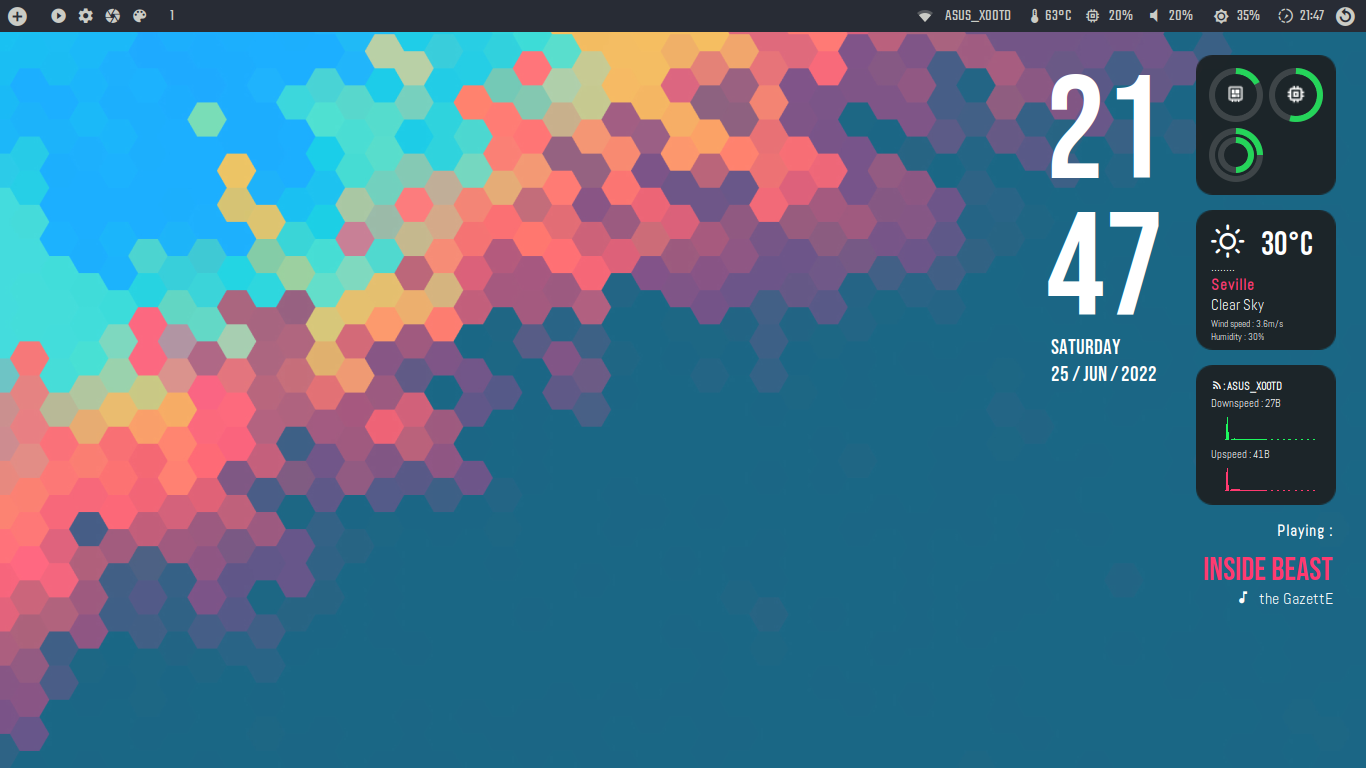 1
ASUS_X00TD 63°C 20% 20% 35% 21:47
21
47
SATURDAY
25 / JUN / 2022
30°C
........
Seville
Clear Sky
Wind speed : 3.6m/s
Humidity : 30%
:ASUS_X00TD
Downspeed : 27B
Upspeed : 41B
Playing :
INSIDE BEAST
the GazettE